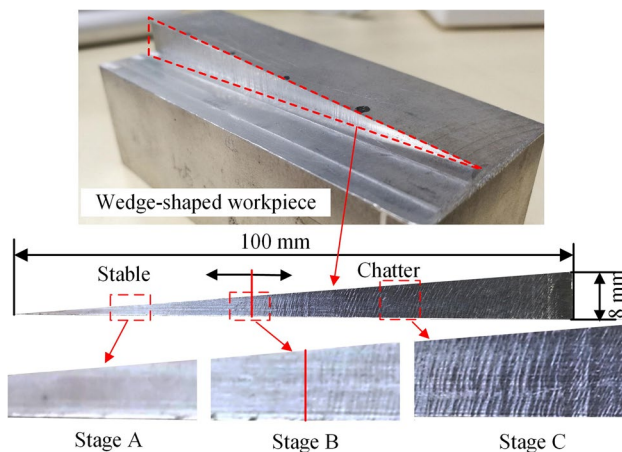 Wedge-shaped workpiece
100 mm
Stable
Chatter
8 mm
Stage A
Stage B
Stage C